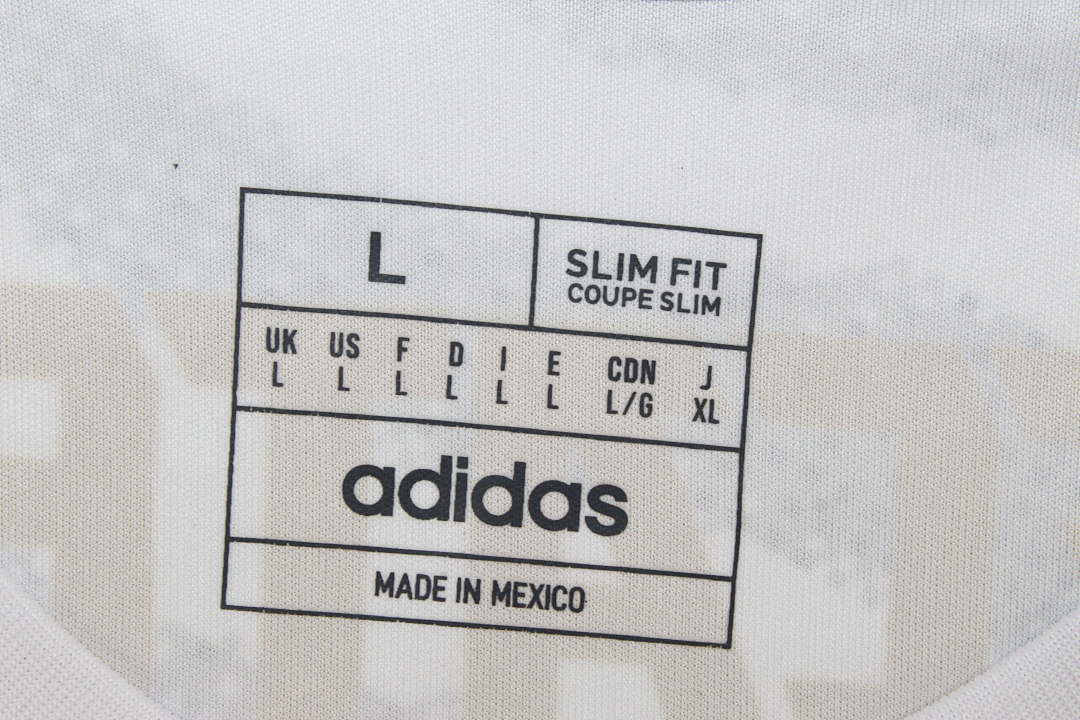 L
SLIM FIT
COUPE SLIM
UK US F D I E CDN J
L L L L L L L/G XL
adidas
MADE IN MEXICO